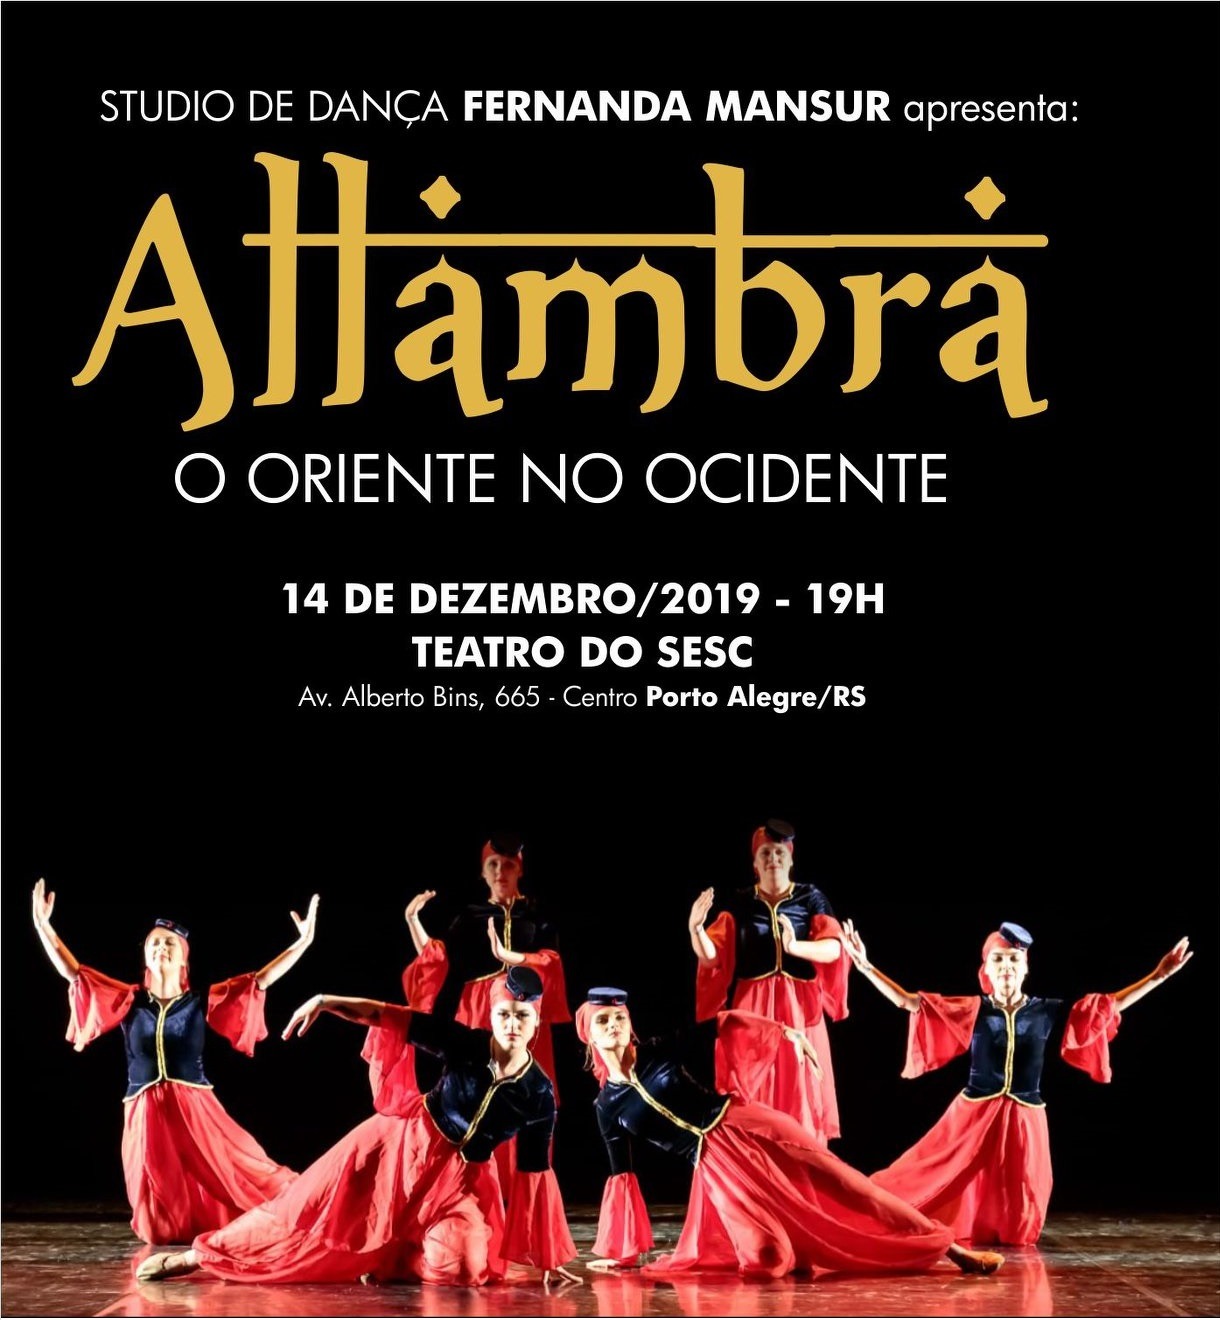 STUDIO DE DANÇA FERNANDA MANSUR apresenta:
Alhambra
O ORIENTE NO OCIDENTE
14 DE DEZEMBRO/2019 - 19H
TEATRO DO SESC
Av. Alberto Bins, 665 - Centro Porto Alegre/RS